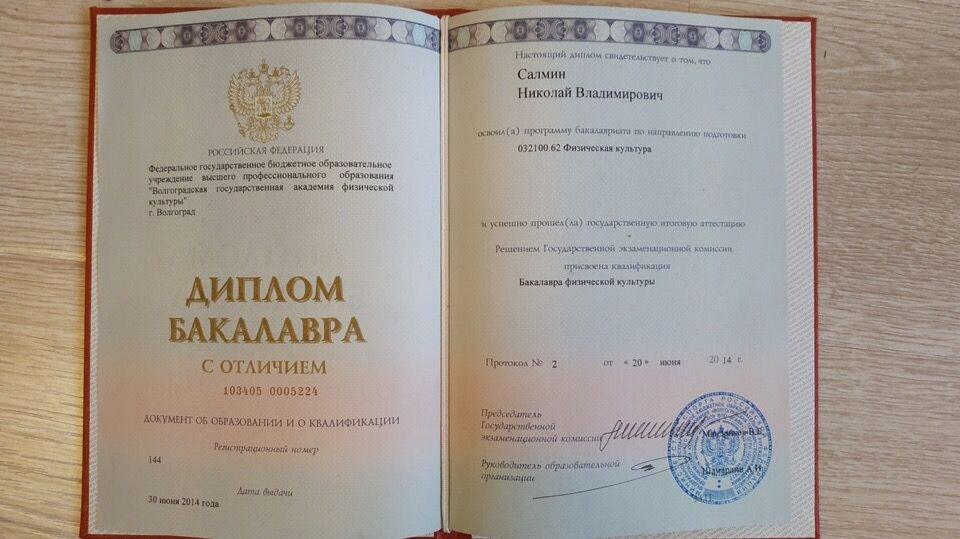 РОССИЙСКАЯ ФЕДЕРАЦИЯ
Федеральное государственное бюджетное образовательное
учреждение высшего профессионального образования
"Волгоградская государственная академия физической
культуры"
г. Волгоград
ДИПЛОМ
БАКАЛАВРА
С ОТЛИЧИЕМ
103405 0005224
ДОКУМЕНТ ОБ ОБРАЗОВАНИИ И О КВАЛИФИКАЦИИ
Регистрационный номер
144
Дата выдачи
30 июня 2014 года
Настоящий диплом свидетельствует о том, что
Салмин
Николай Владимирович
освоил(а) программу бакалавриата по направлению подготовки
032100.62 Физическая культура
и успешно прошел(ла) государственную итоговую аттестацию
Решением Государственной экзаменационной комиссии
присвоена квалификация
Бакалавра физической культуры
Протокол № 2 от « 20 » июня 20 14 г.
Председатель
Государственной
экзаменационной комиссии
Руководитель образовательной
организации
Шамардин А.И.